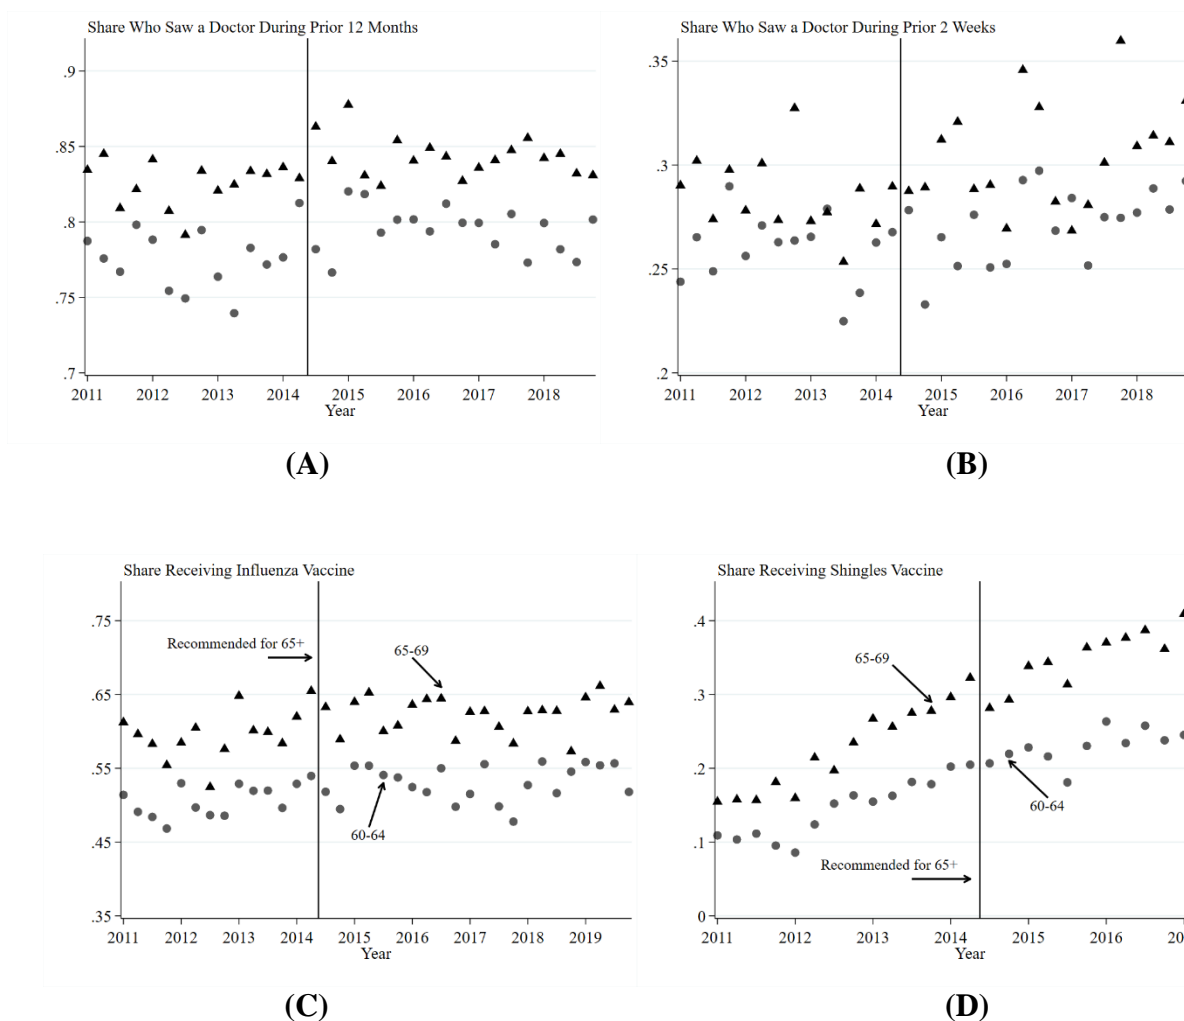 Share Who Saw a Doctor During Prior 12 Months
.9
.85
.8
.75
.7
2011 2012 2013 2014 2015 2016 2017 2018
Year
(A)
Share Who Saw a Doctor During Prior 2 Weeks
.35
.3
.25
.2
2011 2012 2013 2014 2015 2016 2017 2018
Year
(B)
Share Receiving Influenza Vaccine
.75
Recommended for 65+
65-69
.65
.55
60-64
.45
.35
2011 2012 2013 2014 2015 2016 2017 2018 2019
Year
(C)
Share Receiving Shingles Vaccine
.4
65-69
.3
.2
60-64
.1
Recommended for 65+
0
2011 2012 2013 2014 2015 2016 20
Year
(D)